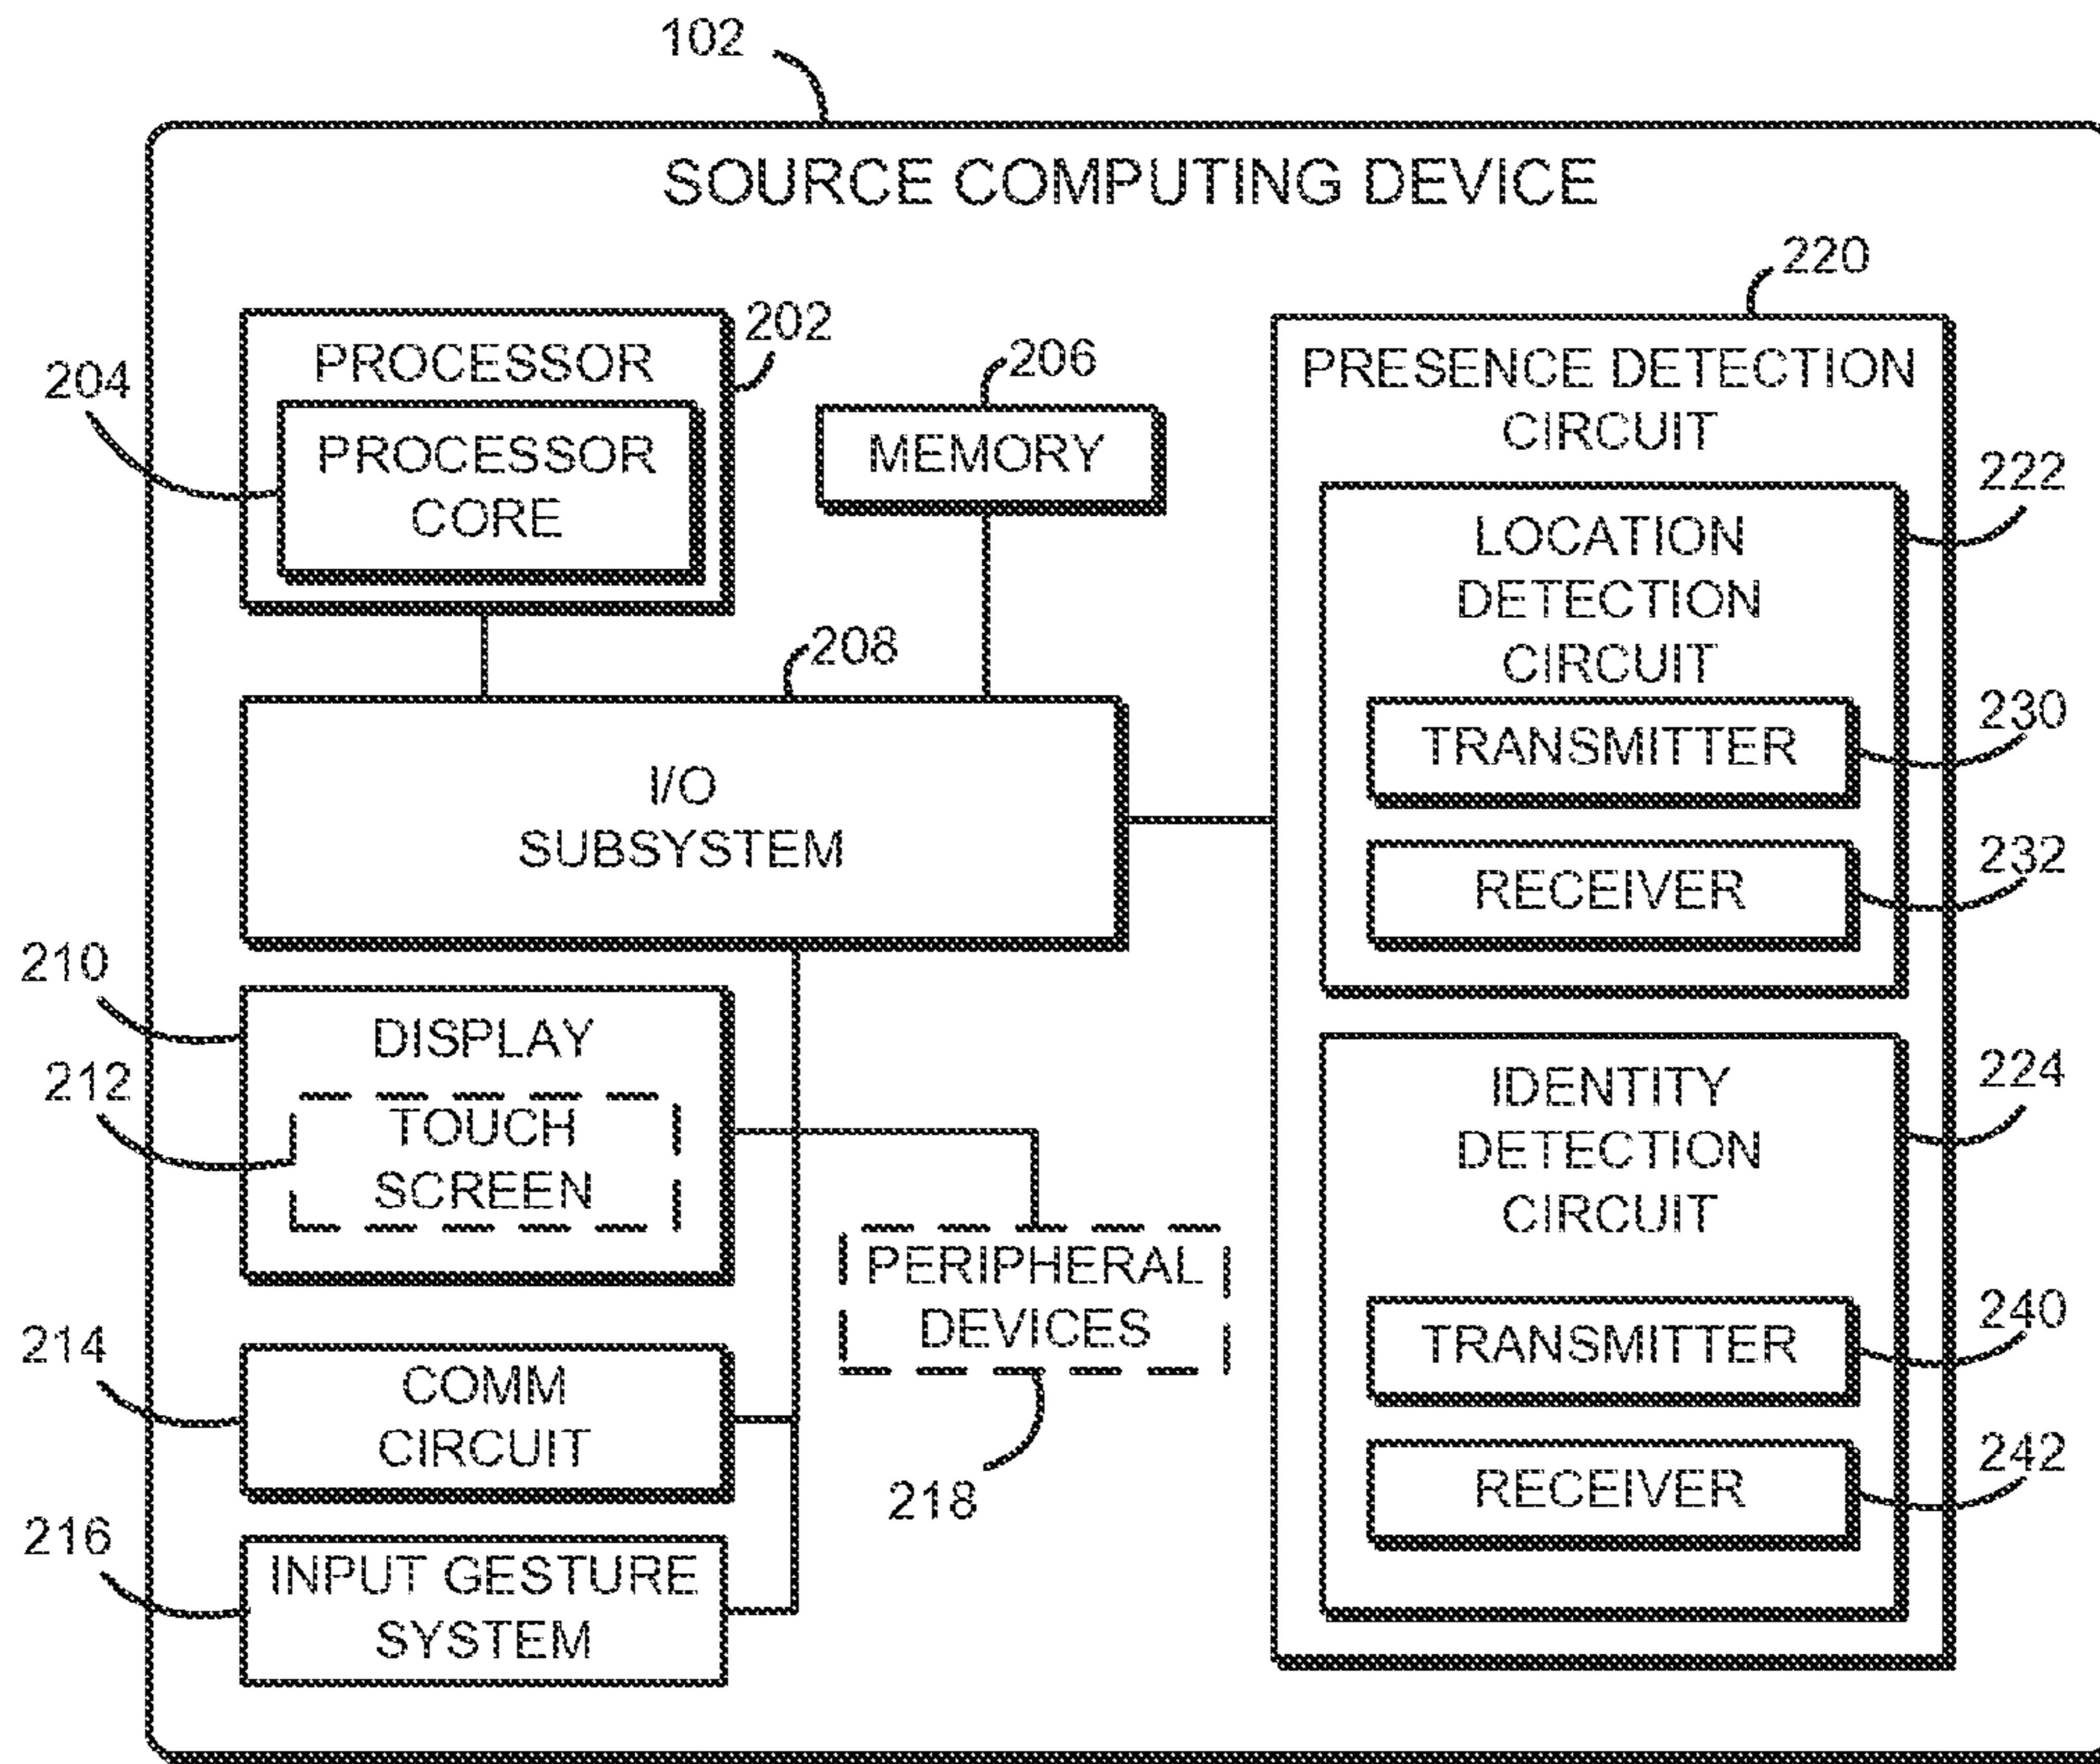 102
SOURCE COMPUTING DEVICE
220
202
PROCESSOR
204
PROCESSOR
CORE
206
MEMORY
208
I/O
SUBSYSTEM
210
DISPLAY
212
TOUCH
SCREEN
214
COMM
CIRCUIT
216
INPUT GESTURE
SYSTEM
PERIPHERAL
DEVICES
218
PRESENCE DETECTION
CIRCUIT
222
LOCATION
DETECTION
CIRCUIT
230
TRANSMITTER
232
RECEIVER
224
IDENTITY
DETECTION
CIRCUIT
240
TRANSMITTER
242
RECEIVER